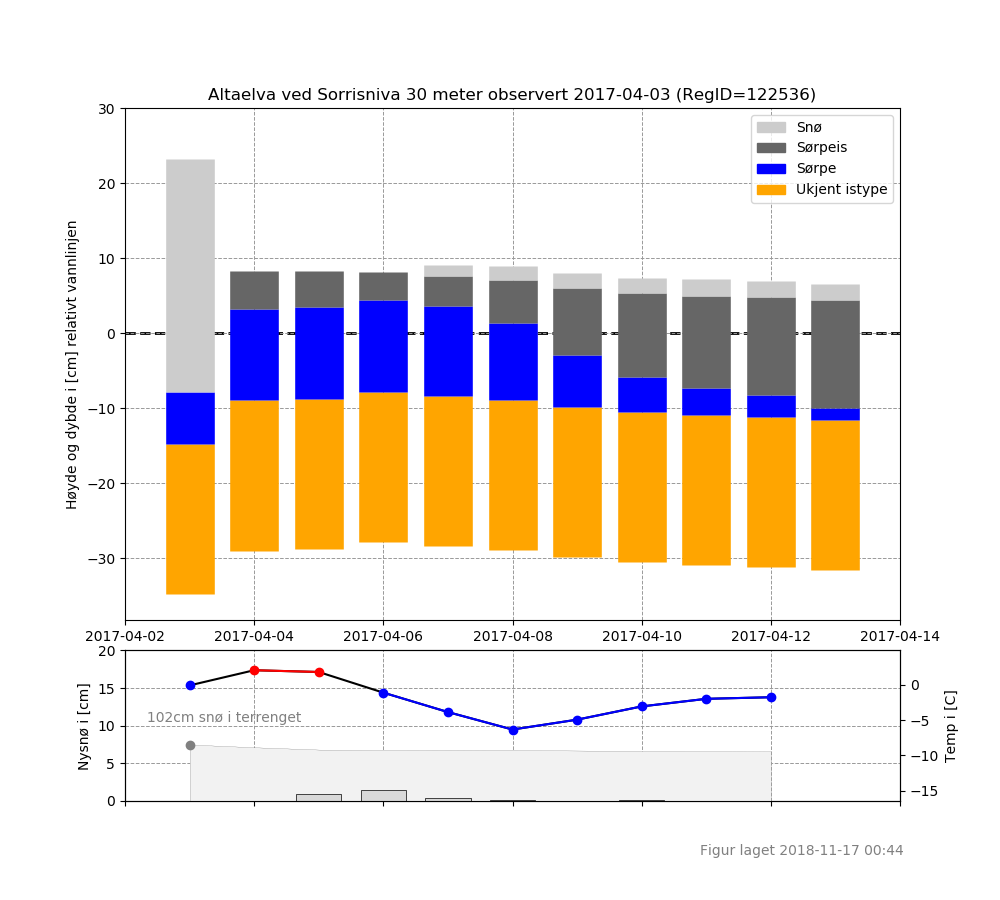 Altaelva ved Sorrisniva 30 meter observert 2017-04-03 (RegID=122536)
30
20
10
0
−10
−20
−30
Høyde og dybde i [cm] relativt vannlinjen
Snø
Sørpeis
Sørpe
Ukjent istype
2017-04-02
2017-04-04
2017-04-06
2017-04-08
2017-04-10
2017-04-12
2017-04-14
20
15
10
5
0
Nysnø i [cm]
102cm snø i terrenget
0
−5
−10
−15
Temp i [C]
Figur laget 2018-11-17 00:44